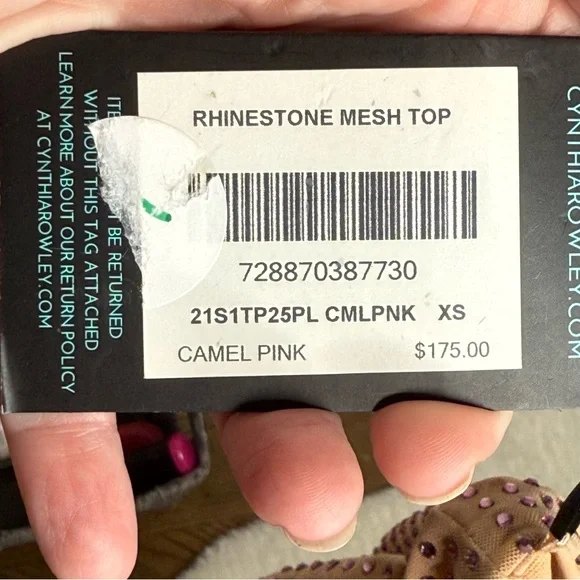 RHINESTONE MESH TOP
728870387730
21S1TP25PL CMLPNK XS
CAMEL PINK $175.00
BE RETURNED
WITHOUT THIS TAG ATTACHED
LEARN MORE ABOUT OUR RETURN POLICY
AT CYNTHIAROWLEY.COM
CYNTHIAROWLEY.COM